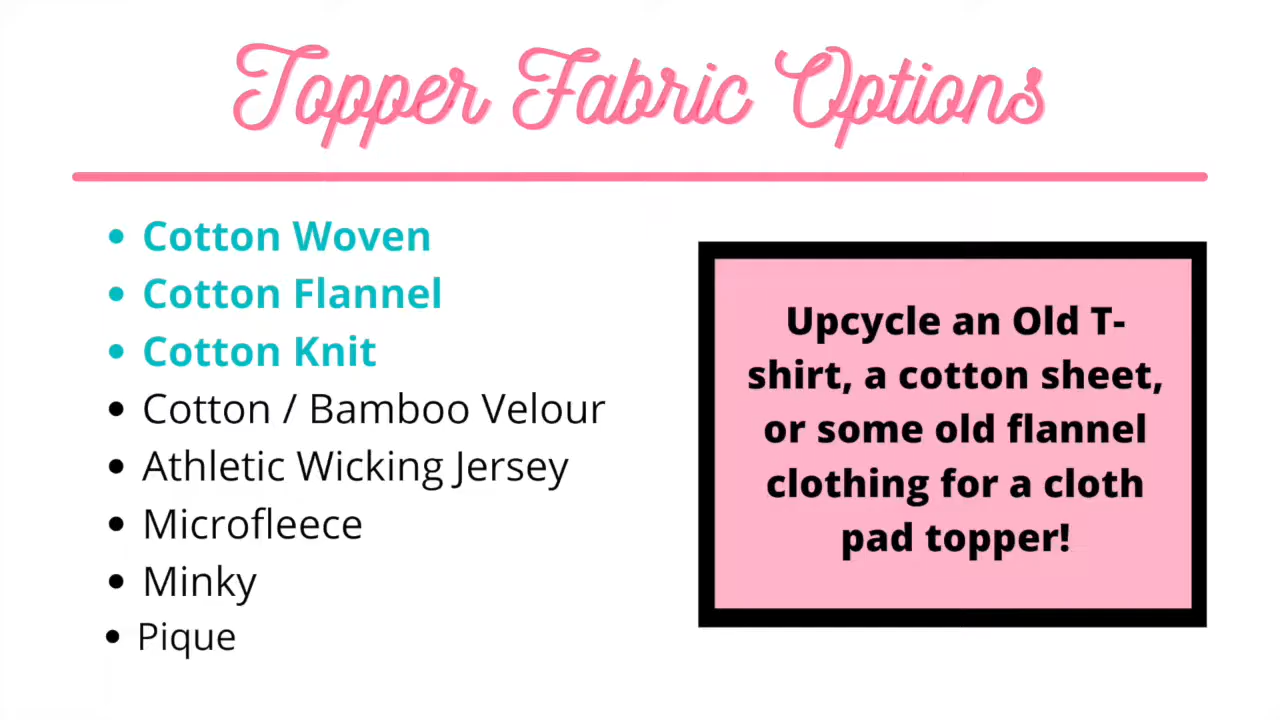 Topper Fabric Options
Cotton Woven
Cotton Flannel
Cotton Knit
Cotton / Bamboo Velour
Athletic Wicking Jersey
Microfleece
Minky
Pique
Upcycle an Old T-
shirt, a cotton sheet,
or some old flannel
clothing for a cloth
pad topper!